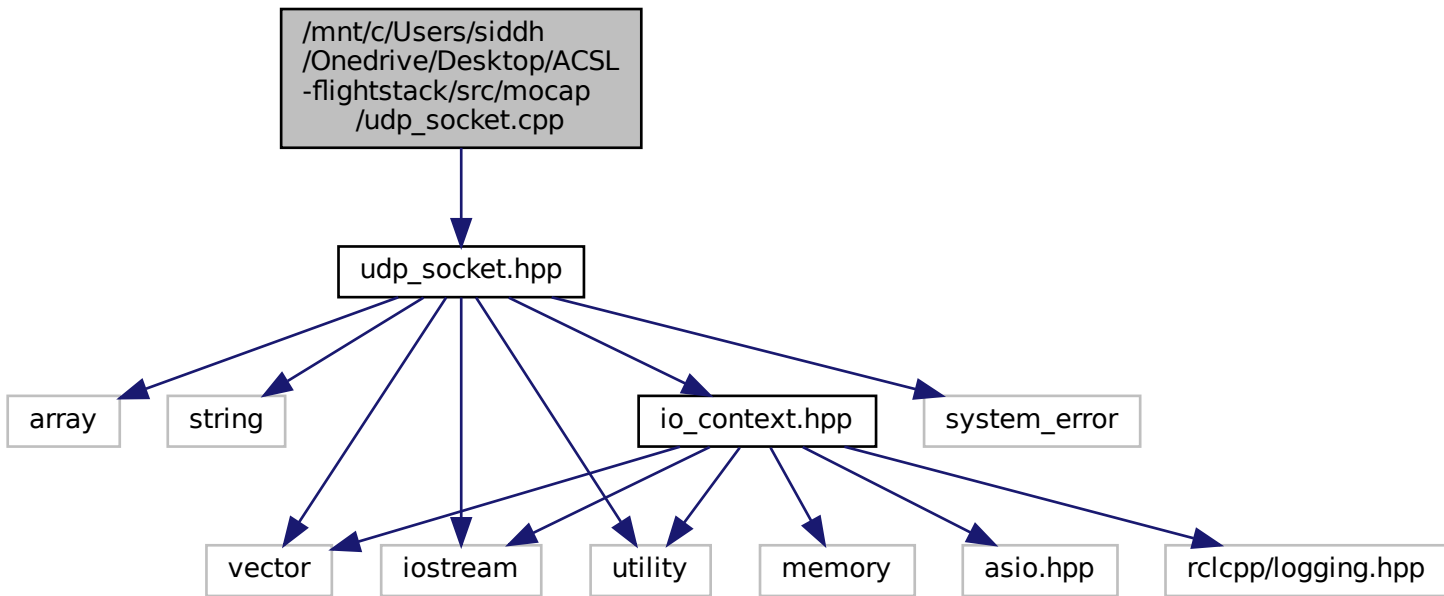 /mnt/c/Users/siddh
/Onedrive/Desktop/ACSL
-flightstack/src/mocap
/udp_socket.cpp
udp_socket.hpp
array
string
io_context.hpp
system_error
vector
iostream
utility
memory
asio.hpp
rclcpp/logging.hpp